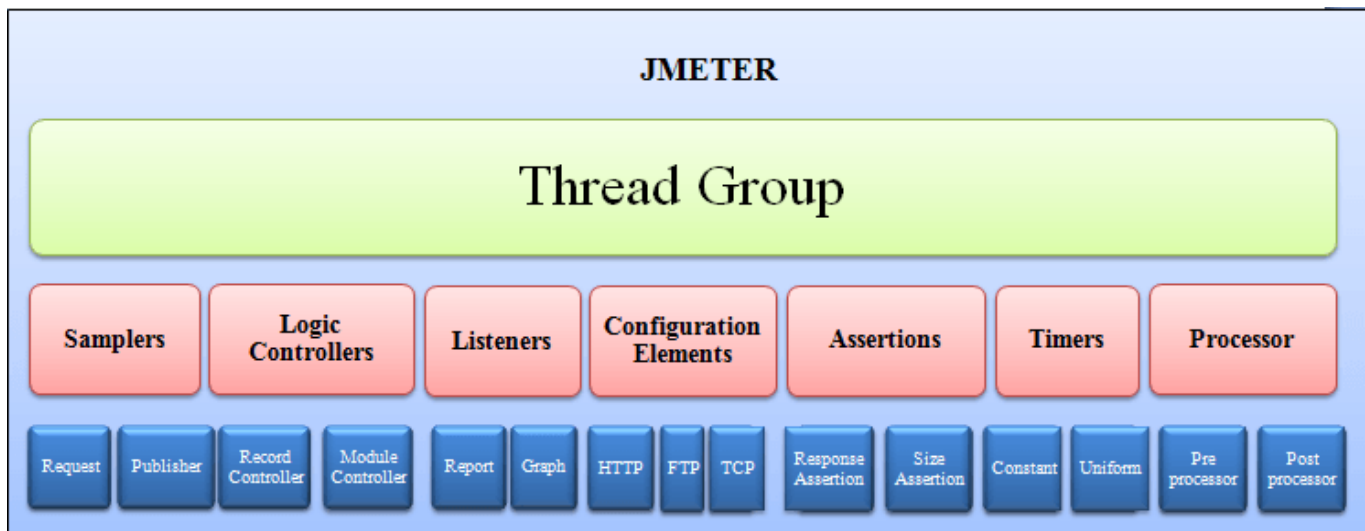 JMETER
Thread Group
Samplers
Logic
Controllers
Listeners
Configuration
Elements
Assertions
Timers
Processor
Request
Publisher
Record
Controller
Module
Controller
Report
Graph
HTTP
FTP
TCP
Response
Assertion
Size
Assertion
Constant
Uniform
Pre
processor
Post
processor